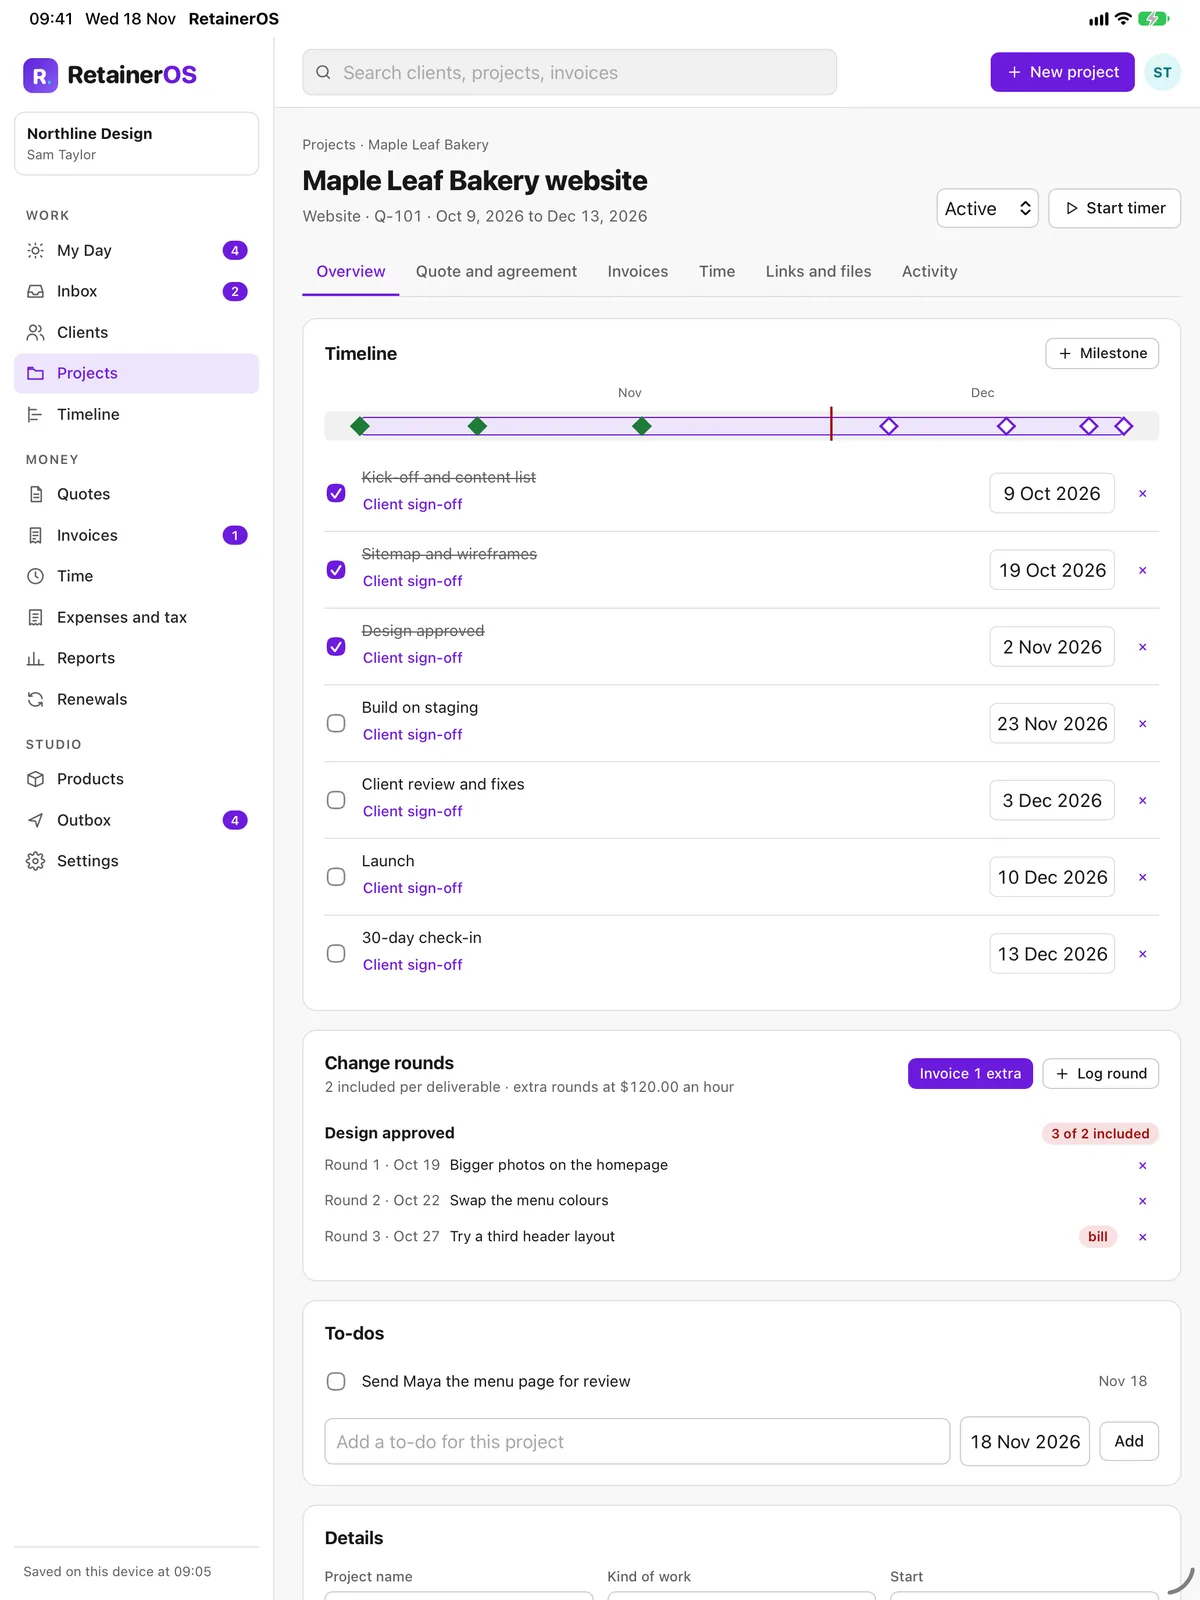 09:41 Wed 18 Nov RetainerOS
R.
RetainerOS
Northline Design
Sam Taylor
WORK
My Day 4
Inbox 2
Clients
Projects
Timeline
MONEY
Quotes
Invoices 1
Time
Expenses and tax
Reports
Renewals
STUDIO
Products
Outbox 4
Settings
Saved on this device at 09:05
Search clients, projects, invoices
+ New project
ST
Projects · Maple Leaf Bakery
Maple Leaf Bakery website
Website · Q-101 · Oct 9, 2026 to Dec 13, 2026
Active
Start timer
Overview Quote and agreement Invoices Time Links and files Activity
Timeline
+ Milestone
Nov Dec
Kick-off and content list
Client sign-off
9 Oct 2026 ×
Sitemap and wireframes
Client sign-off
19 Oct 2026 ×
Design approved
Client sign-off
2 Nov 2026 ×
Build on staging
Client sign-off
23 Nov 2026 ×
Client review and fixes
Client sign-off
3 Dec 2026 ×
Launch
Client sign-off
10 Dec 2026 ×
30-day check-in
Client sign-off
13 Dec 2026 ×
Change rounds
2 included per deliverable · extra rounds at $120.00 an hour
Invoice 1 extra
+ Log round
Design approved
3 of 2 included
Round 1 · Oct 19 Bigger photos on the homepage ×
Round 2 · Oct 22 Swap the menu colours ×
Round 3 · Oct 27 Try a third header layout bill ×
To-dos
Send Maya the menu page for review Nov 18
Add a to-do for this project 18 Nov 2026 Add
Details
Project name Kind of work Start